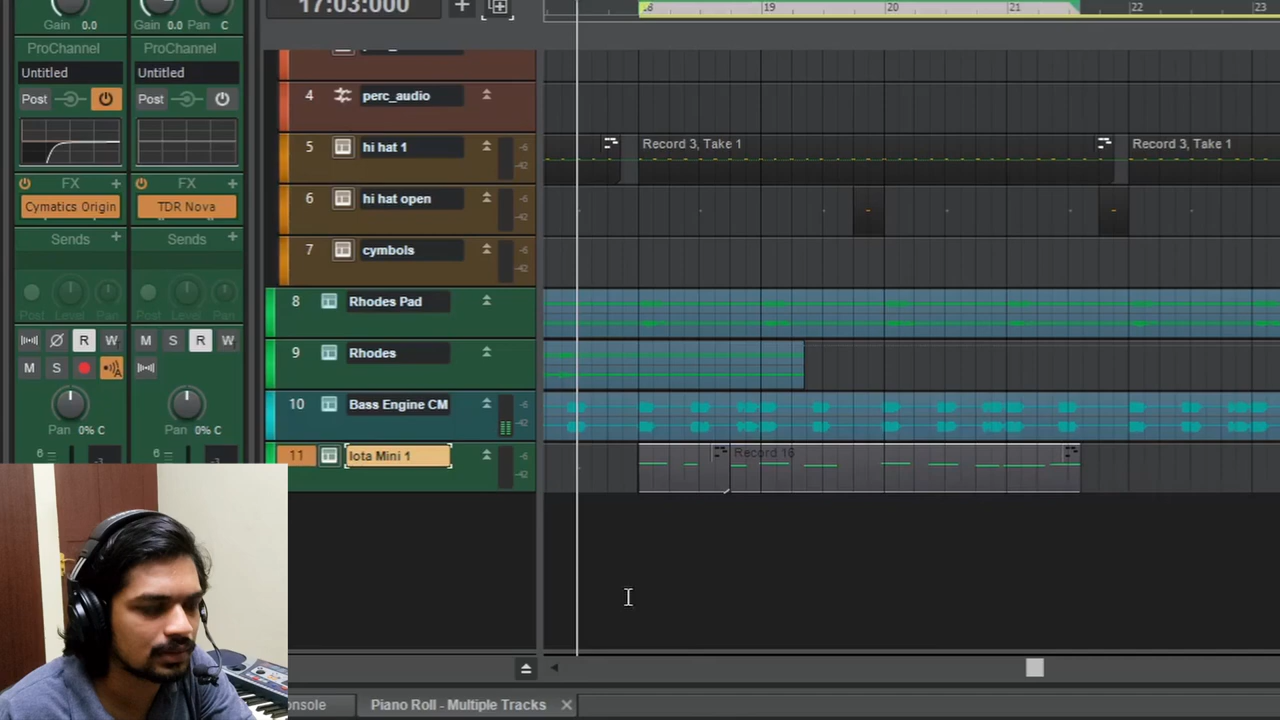 17:03:000
18
19
20
21
22
23
Gain 0.0
Gain 0.0 Pan C
ProChannel
ProChannel
Untitled
Untitled
Post
Post
FX
FX
Cymatics Origin
TDR Nova
Sends
Sends
Post Level Pan
Post Level Pan
R W
M S R W
M S A
Pan 0% C
Pan 0% C
6
6
4 perc_audio
5 hi hat 1 -6 -42
6 hi hat open -6 -42
7 cymbols -6 -42
8 Rhodes Pad
9 Rhodes
10 Bass Engine CM -6 -42
11 Iota Mini 1 -6 -42
Record 3, Take 1
Record 3, Take 1
Record 16
onsole
Piano Roll - Multiple Tracks